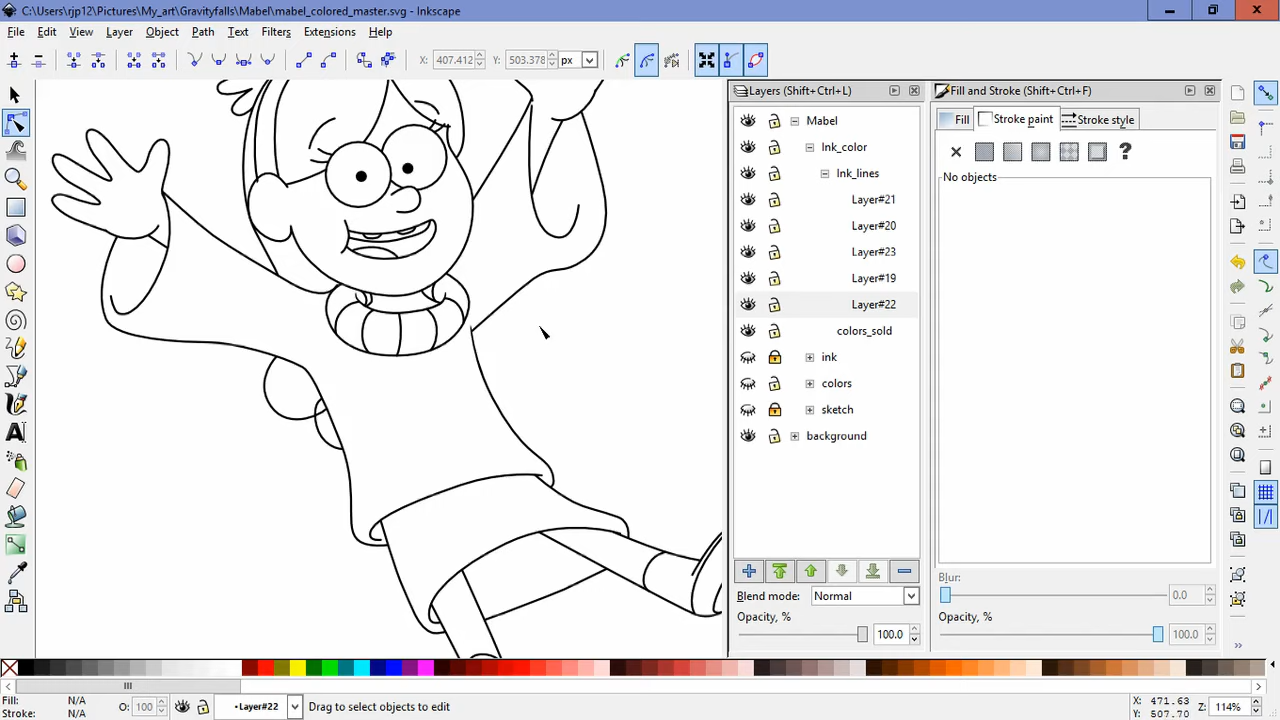 C:\Users\rjp12\Pictures\My_art\Gravityfalls\Mabel\mabel_colored_master.svg - Inkscape
File Edit View Layer Object Path Text Filters Extensions Help
X: 407.412 Y: 503.378 px
Layers (Shift+Ctrl+L)
Fill and Stroke (Shift+Ctrl+F)
Mabel
Ink_color
Ink_lines
Layer#21
Layer#20
Layer#23
Layer#19
Layer#22
colors_sold
ink
colors
sketch
background
Blend mode: Normal
Opacity, %
100.0
Fill Stroke paint Stroke style
?
No objects
Blur:
0.0
Opacity, %
100.0
Fill: N/A
Stroke: N/A
O: 100
•Layer#22
Drag to select objects to edit
X: 471.63
Y: 507.70
Z: 114%